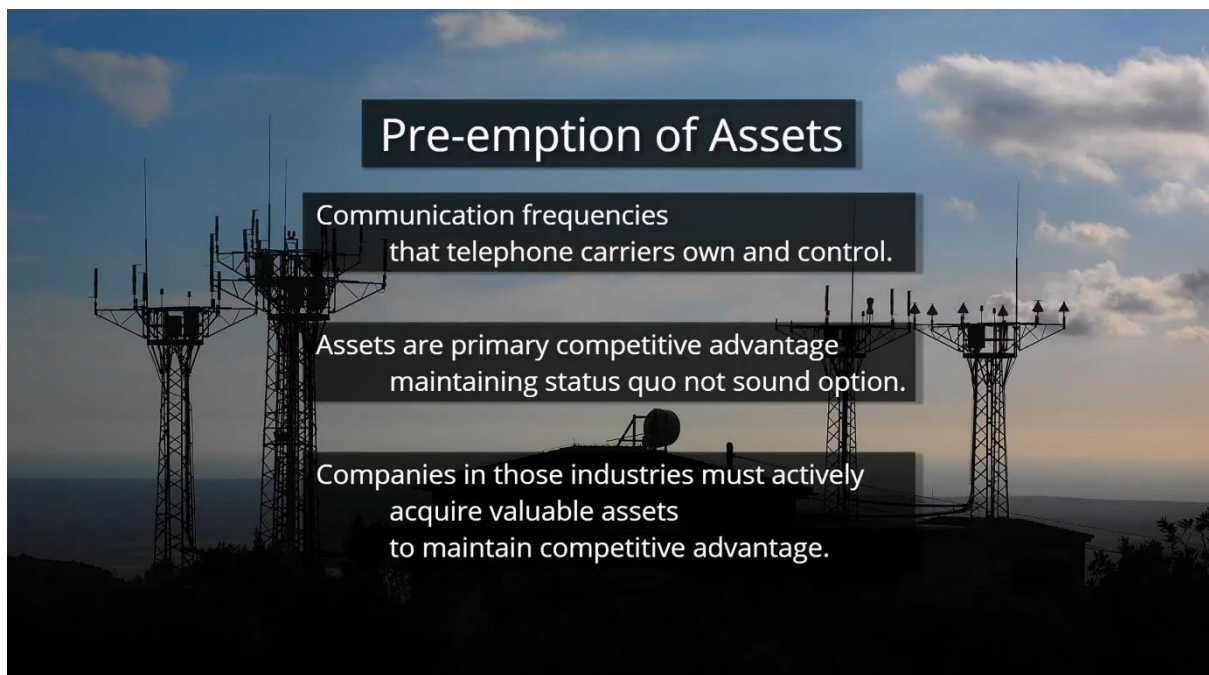 Pre-emption of Assets
Communication frequencies
that telephone carriers own and control.
Assets are primary competitive advantage
maintaining status quo not sound option.
Companies in those industries must actively
acquire valuable assets
to maintain competitive advantage.